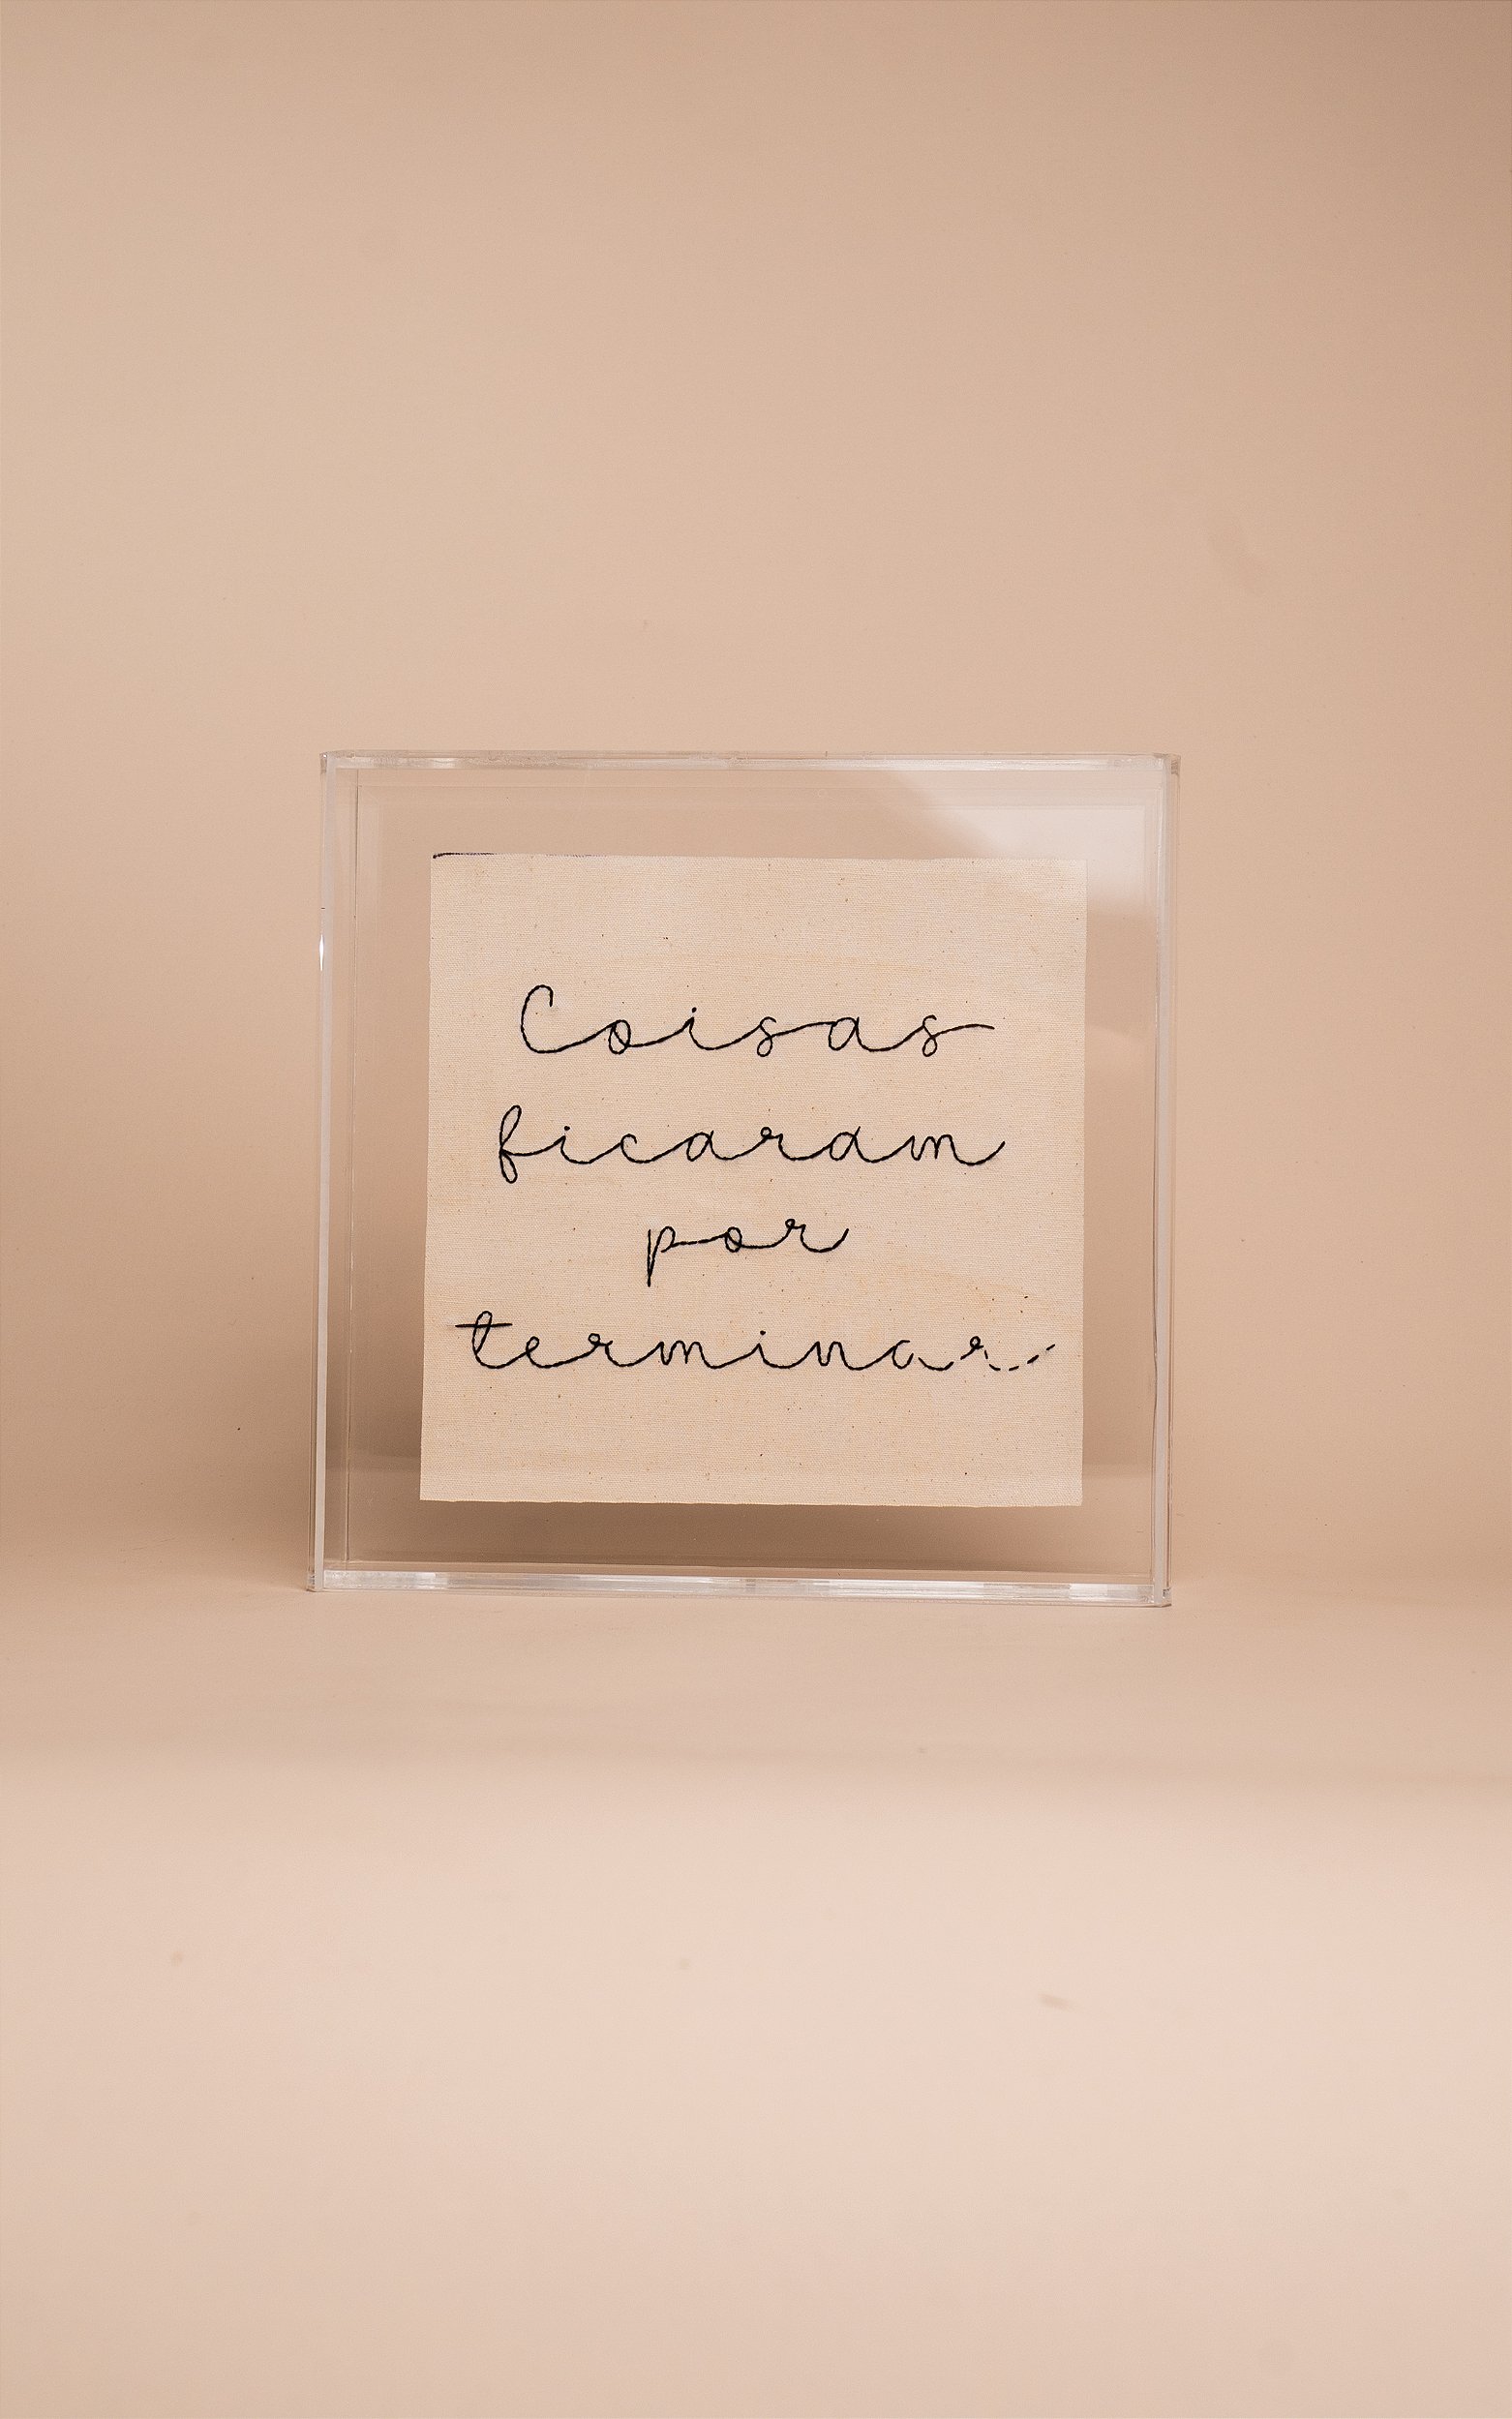 Coisas
ficaram
por
terminar